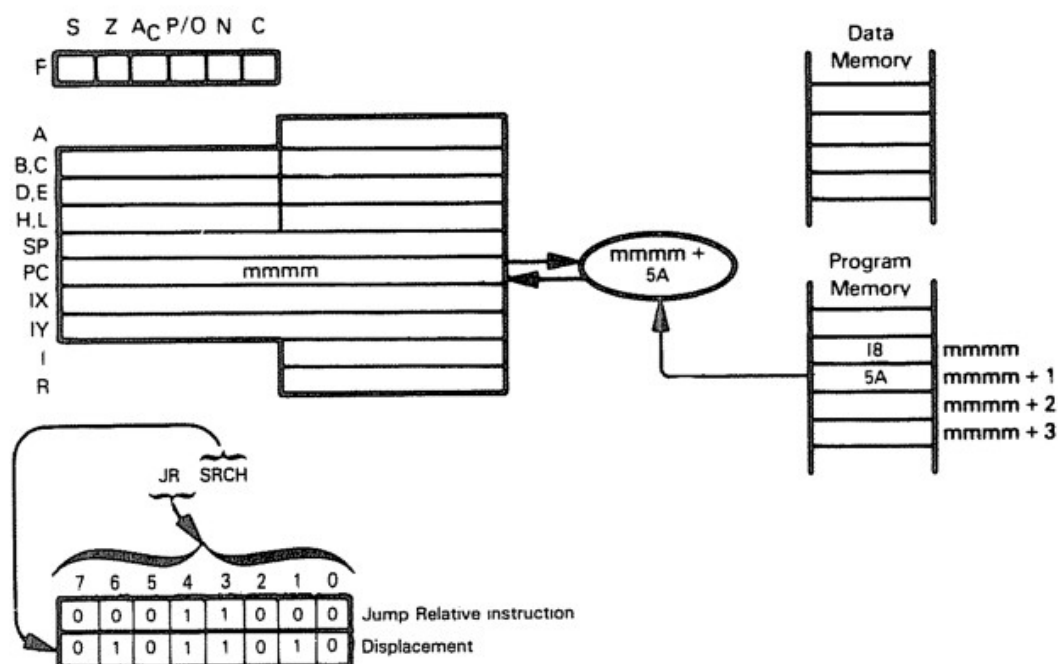 S Z AC P/O N C
F
A
B,C
D,E
H,L
SP
PC mmmm
IX
IY
I
R
mmmm +
5A
Data
Memory
Program
Memory
18 mmmm
5A mmmm + 1
mmmm + 2
mmmm + 3
JR SRCH
7 6 5 4 3 2 1 0
0 0 0 1 1 0 0 0 Jump Relative instruction
0 1 0 1 1 0 1 0 Displacement